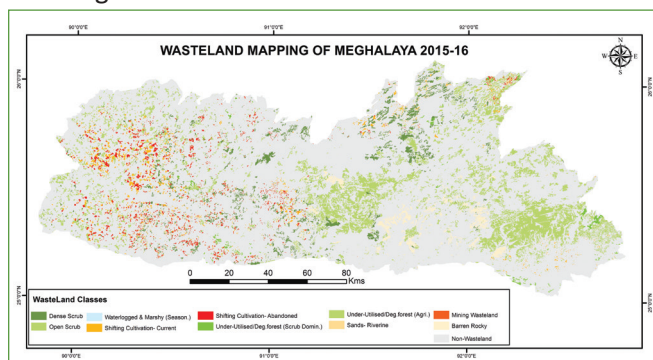 90°0'0"E 91°0'0"E 92°0'0"E
WASTELAND MAPPING OF MEGHALAYA 2015-16
N
W E
S
26°0'0"N 26°0'0"N
0 20 40 60 80
Kms
25°0'0"N 25°0'0"N
WasteLand Classes
Dense Scrub Waterlogged & Marshy (Season.) Shifting Cultivation- Abandoned Under-Utilised/Deg.forest (Agri.) Mining Wasteland
Open Scrub Shifting Cultivation- Current Under-Utilised/Deg.forest (Scrub Domin.) Sands- Riverine Barren Rocky
Non-Wasteland
90°0'0"E 91°0'0"E 92°0'0"E